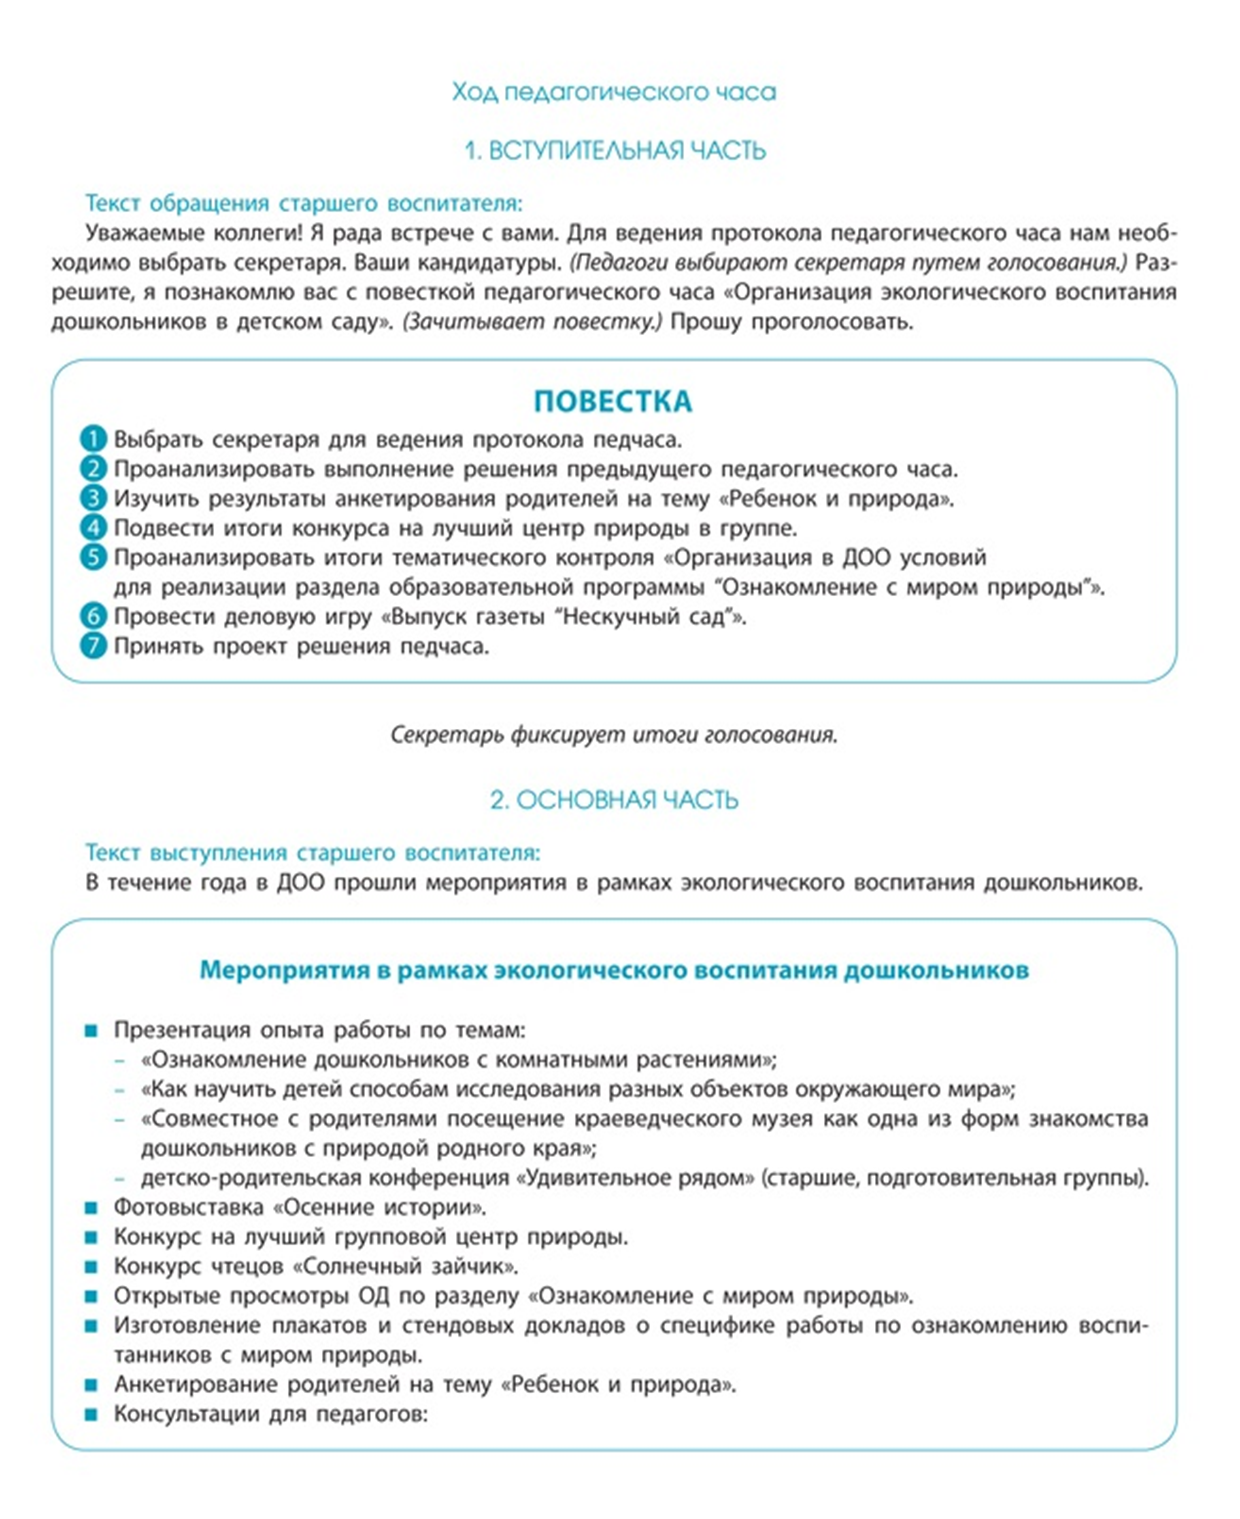 Ход педагогического часа
1. ВСТУПИТЕЛЬНАЯ ЧАСТЬ
Текст обращения старшего воспитателя:
Уважаемые коллеги! Я рада встрече с вами. Для ведения протокола педагогического часа нам необ-
ходимо выбрать секретаря. Ваши кандидатуры. (Педагоги выбирают секретаря путем голосования.) Раз-
решите, я познакомлю вас с повесткой педагогического часа «Организация экологического воспитания
дошкольников в детском саду». (Зачитывает повестку.) Прошу проголосовать.
ПОВЕСТКА
1 Выбрать секретаря для ведения протокола педчаса.
2 Проанализировать выполнение решения предыдущего педагогического часа.
3 Изучить результаты анкетирования родителей на тему «Ребенок и природа».
4 Подвести итоги конкурса на лучший центр природы в группе.
5 Проанализировать итоги тематического контроля «Организация в ДОО условий
для реализации раздела образовательной программы “Ознакомление с миром природы”».
6 Провести деловую игру «Выпуск газеты “Нескучный сад”».
7 Принять проект решения педчаса.
Секретарь фиксирует итоги голосования.
2. ОСНОВНАЯ ЧАСТЬ
Текст выступления старшего воспитателя:
В течение года в ДОО прошли мероприятия в рамках экологического воспитания дошкольников.
Мероприятия в рамках экологического воспитания дошкольников
■ Презентация опыта работы по темам:
– «Ознакомление дошкольников с комнатными растениями»;
– «Как научить детей способам исследования разных объектов окружающего мира»;
– «Совместное с родителями посещение краеведческого музея как одна из форм знакомства
дошкольников с природой родного края»;
– детско-родительская конференция «Удивительное рядом» (старшие, подготовительная группы).
■ Фотовыставка «Осенние истории».
■ Конкурс на лучший групповой центр природы.
■ Конкурс чтецов «Солнечный зайчик».
■ Открытые просмотры ОД по разделу «Ознакомление с миром природы».
■ Изготовление плакатов и стендовых докладов о специфике работы по ознакомлению воспи-
танников с миром природы.
■ Анкетирование родителей на тему «Ребенок и природа».
■ Консультации для педагогов: